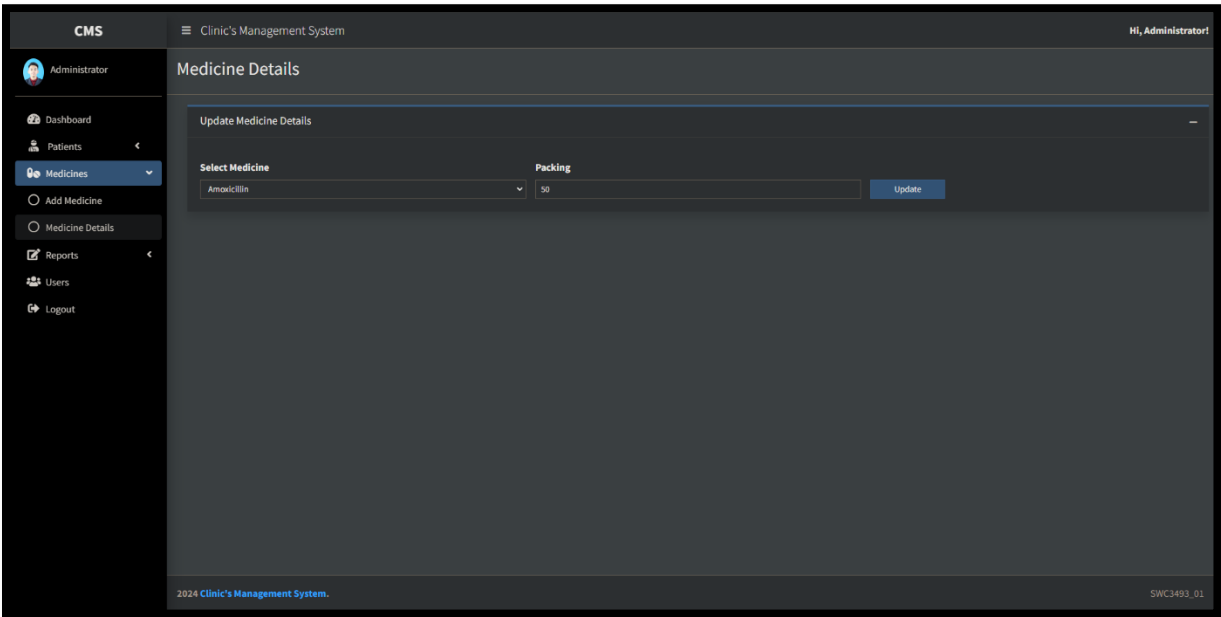 CMS
Clinic's Management System
Hi, Administrator!
Administrator
Medicine Details
Dashboard
Patients
Medicines
Add Medicine
Medicine Details
Reports
Users
Logout
Update Medicine Details
Select Medicine
Packing
Amoxicillin
50
Update
2024 Clinic's Management System.
SWC3493_01